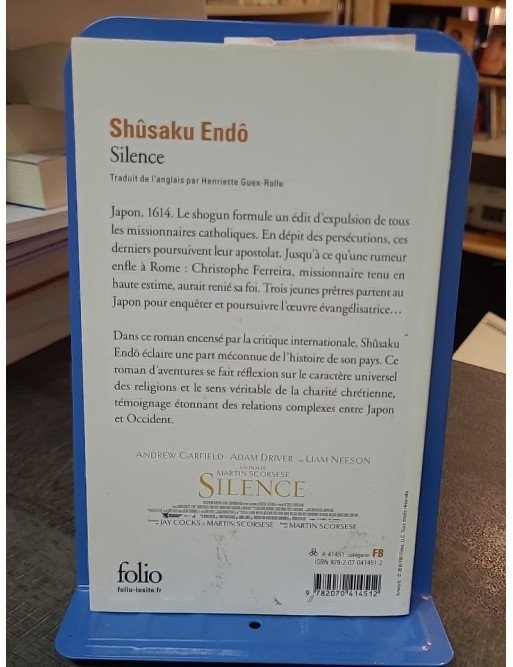 Shûsaku Endô
Silence
Traduit de l'anglais par Henriette Guex-Rolle
Japon, 1614. Le shogun formule un édit d'expulsion de tous
les missionnaires catholiques. En dépit des persécutions, ces
derniers poursuivent leur apostolat. Jusqu'à ce qu'une rumeur
enfle à Rome : Christophe Ferreira, missionnaire tenu en
haute estime, aurait renié sa foi. Trois jeunes prêtres partent au
Japon pour enquêter et poursuivre l'œuvre évangélisatrice…
Dans ce roman encensé par la critique internationale, Shûsaku
Endô éclaire une part méconnue de l'histoire de son pays. Ce
roman d'aventures se fait réflexion sur le caractère universel
des religions et le sens véritable de la charité chrétienne,
témoignage étonnant des relations complexes entre Japon
et Occident.
ANDREW GARFIELD ADAM DRIVER LIAM NEESON
UN FILM DE
MARTIN SCORSESE
SILENCE
JAY COCKS & MARTIN SCORSESE MARTIN SCORSESE
folio
folio-lesite.fr
A 41451 catégorie F8
ISBN 978-2-07-041451-2
9 782070 414512